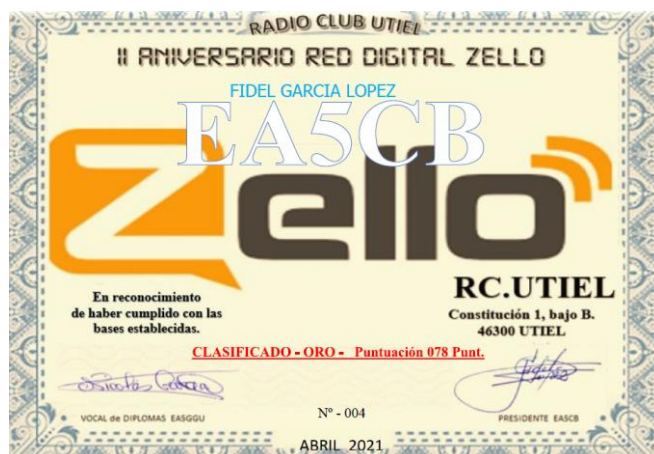 RADIO CLUB UTIEL
II ANIVERSARIO RED DIGITAL ZELLO
FIDEL GARCIA LOPEZ
EA5CB
Zello
RC.UTIEL
En reconocimiento
de haber cumplido con las
bases establecidas.
Constitución 1, bajo B.
46300 UTIEL
CLASIFICADO - ORO - Puntuación 078 Punt.
VOCAL de DIPLOMAS EA5GGU
Nº - 004
PRESIDENTE EA5CB
ABRIL 2021